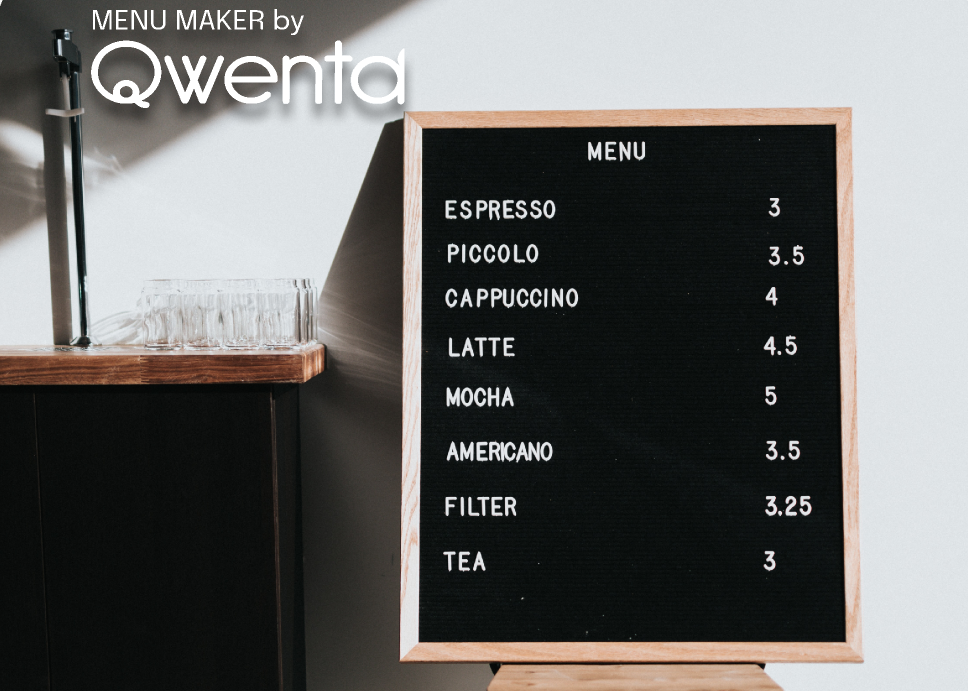 MENU MAKER by
Qwenta
MENU
ESPRESSO 3
PICCOLO 3.5
CAPPUCCINO 4
LATTE 4.5
MOCHA 5
AMERICANO 3.5
FILTER 3.25
TEA 3